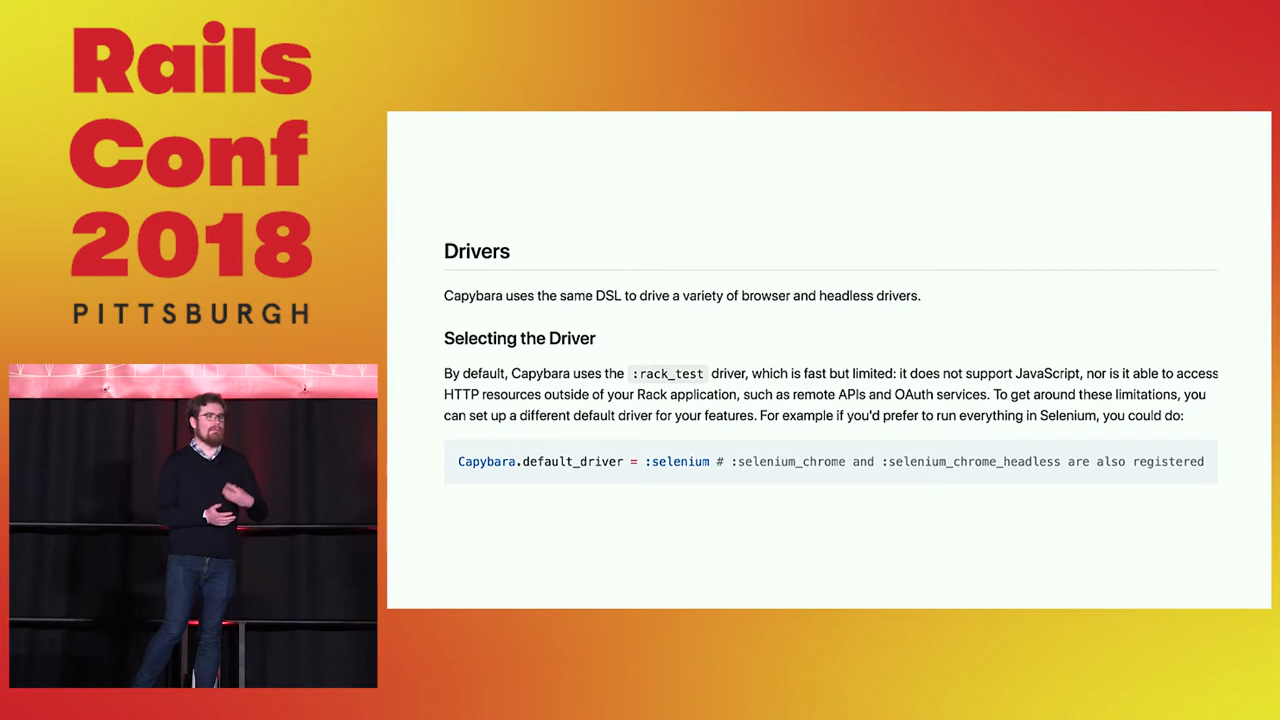 Rails
Conf
2018
PITTSBURGH
Drivers
Capybara uses the same DSL to drive a variety of browser and headless drivers.
Selecting the Driver
By default, Capybara uses the :rack_test driver, which is fast but limited: it does not support JavaScript, nor is it able to access
HTTP resources outside of your Rack application, such as remote APIs and OAuth services. To get around these limitations, you
can set up a different default driver for your features. For example if you'd prefer to run everything in Selenium, you could do:
Capybara.default_driver = :selenium # :selenium_chrome and :selenium_chrome_headless are also registered